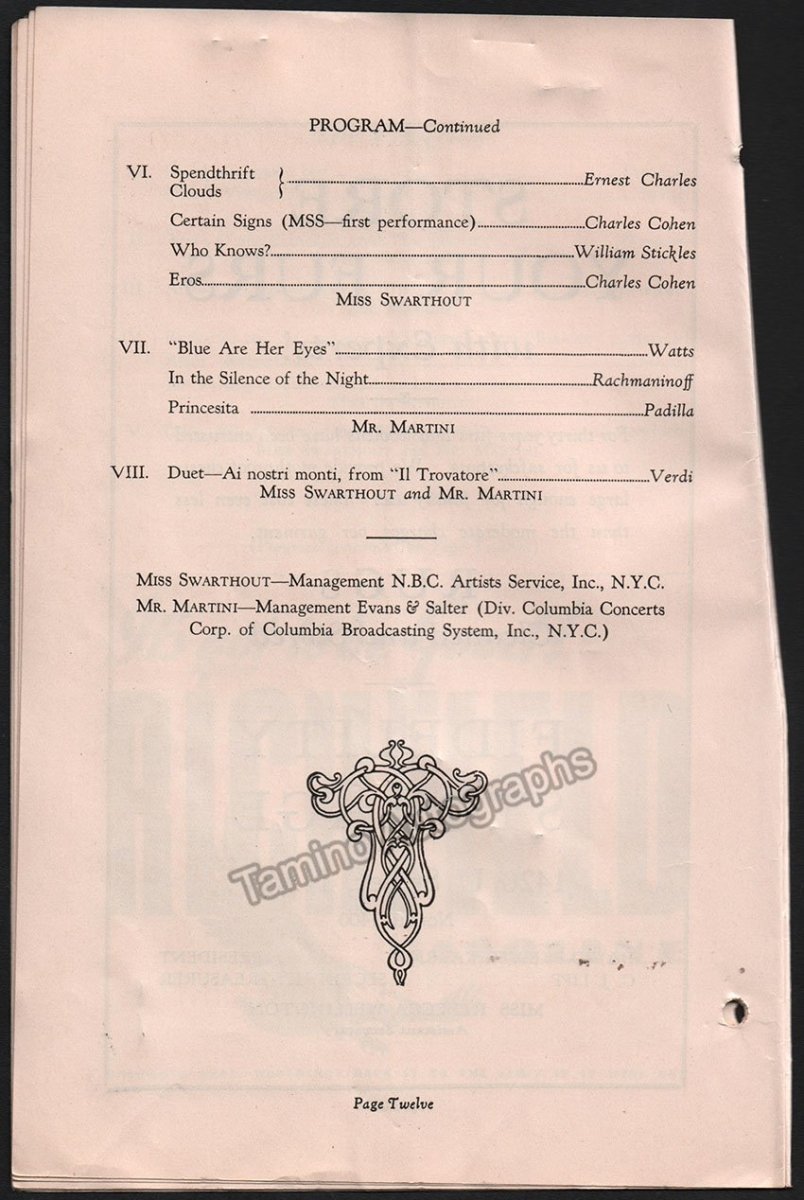 PROGRAM—Continued
VI. Spendthrift
Clouds } Ernest Charles
Certain Signs (MSS—first performance) Charles Cohen
Who Knows? William Stickles
Eros Charles Cohen
MISS SWARTHOUT
VII. "Blue Are Her Eyes" Watts
In the Silence of the Night Rachmaninoff
Princesita Padilla
MR. MARTINI
VIII. Duet—Ai nostri monti, from "Il Trovatore" Verdi
MISS SWARTHOUT and MR. MARTINI
MISS SWARTHOUT—Management N.B.C. Artists Service, Inc., N.Y.C.
MR. MARTINI—Management Evans & Salter (Div. Columbia Concerts
Corp. of Columbia Broadcasting System, Inc., N.Y.C.)
Tamino Autographs
Page Twelve